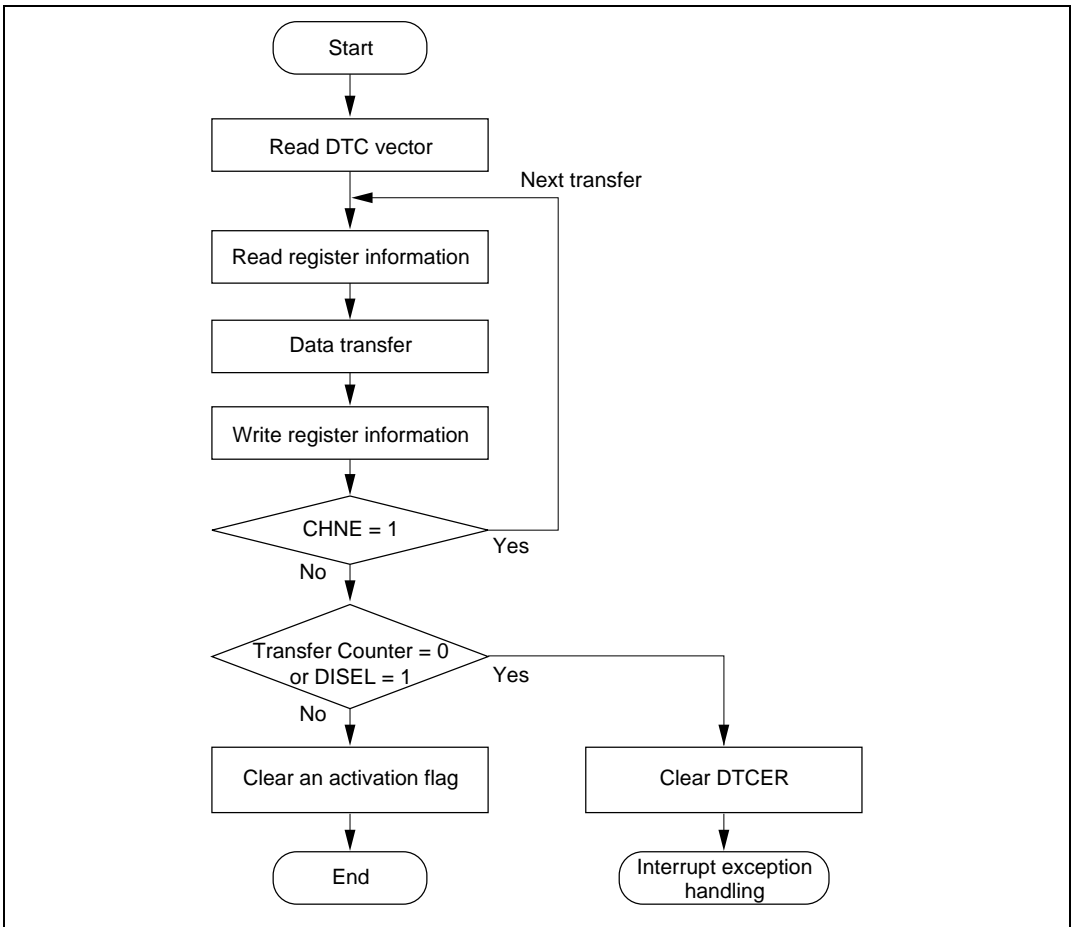 Start
Read DTC vector
Next transfer
Read register information
Data transfer
Write register information
CHNE = 1
Yes
No
Transfer Counter = 0
or DISEL = 1
Yes
No
Clear an activation flag
Clear DTCER
End
Interrupt exception
handling